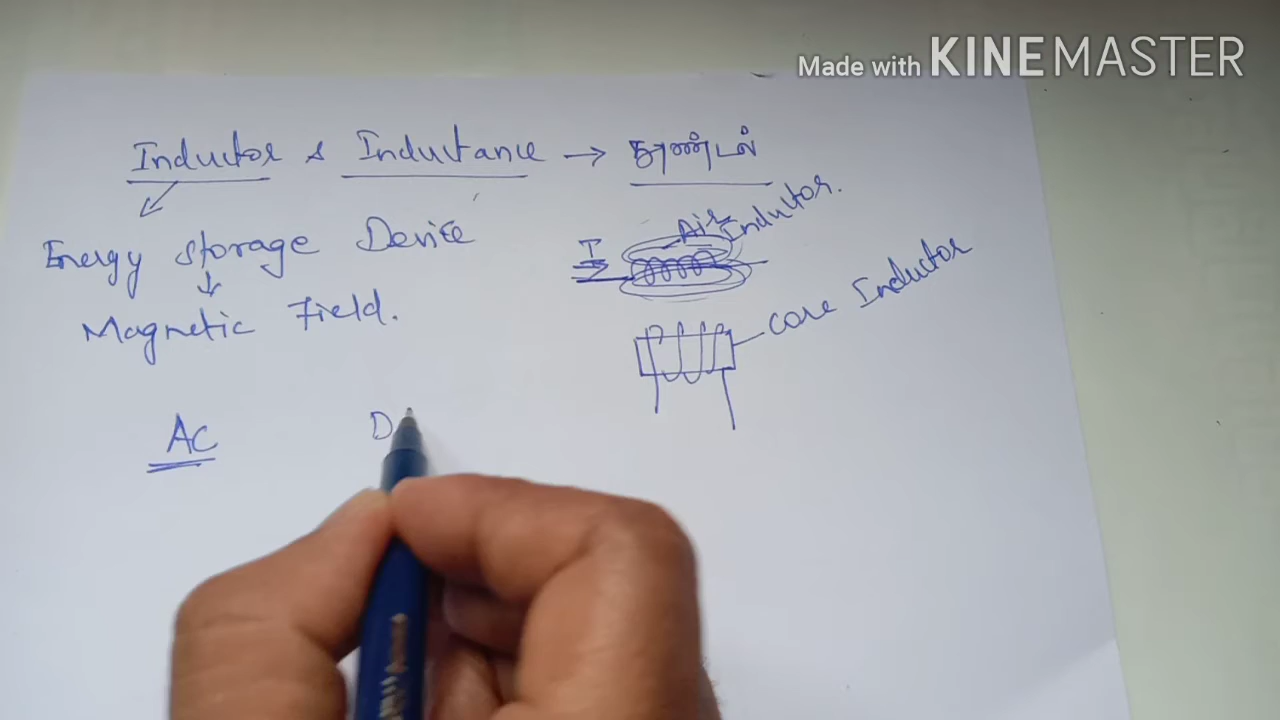 Made with KINEMASTER
Inductor & Inductance → தூண்டல்
Energy Storage Device
Magnetic Field.
I
Air Inductor.
Core Inductor
AC
D